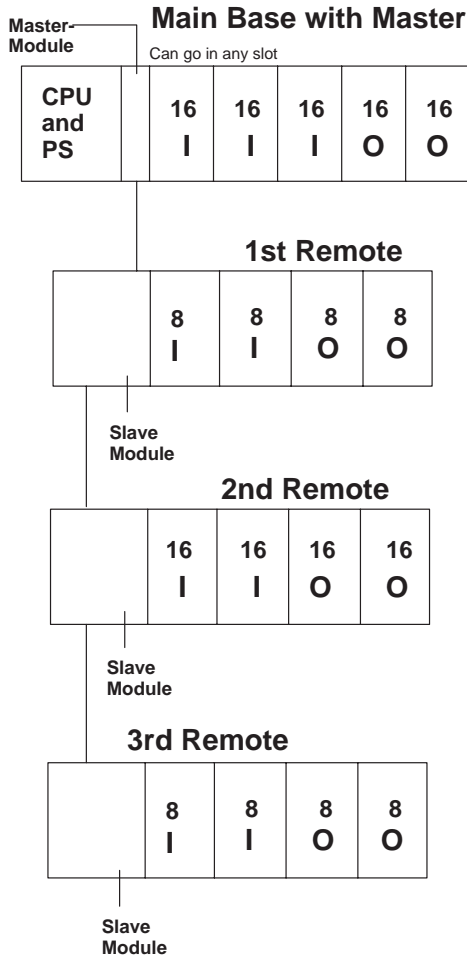 Main Base with Master
Master-
Module
Can go in any slot
CPU
and
PS
16 16 16 16 16
I I I O O
1st Remote
8 8 8 8
I I O O
Slave
Module
2nd Remote
16 16 16 16
I I O O
Slave
Module
3rd Remote
8 8 8 8
I I O O
Slave
Module